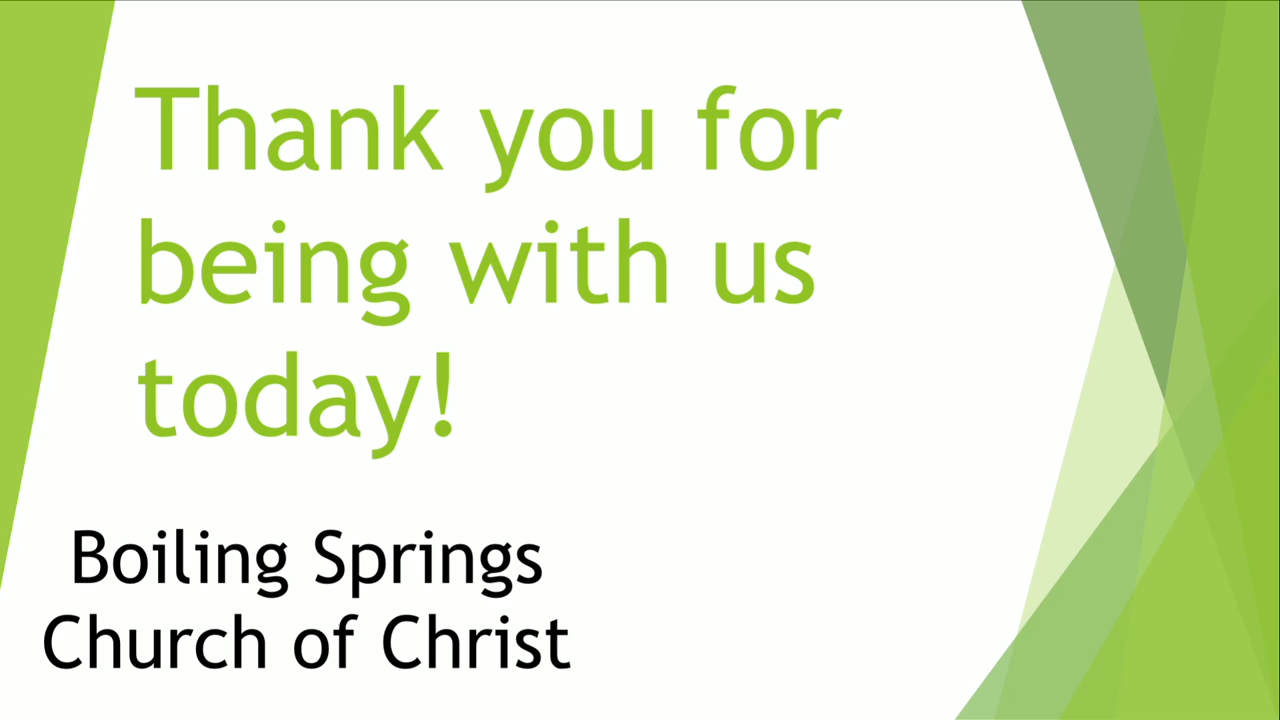 Thank you for
being with us
today!
Boiling Springs
Church of Christ